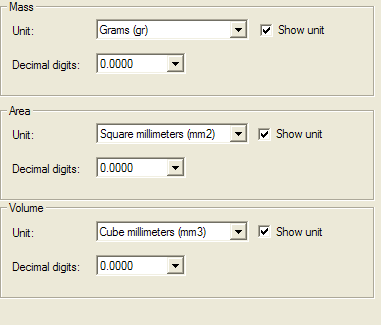 Mass
Unit: Grams (gr) Show unit
Decimal digits: 0.0000
Area
Unit: Square millimeters (mm2) Show unit
Decimal digits: 0.0000
Volume
Unit: Cube millimeters (mm3) Show unit
Decimal digits: 0.0000